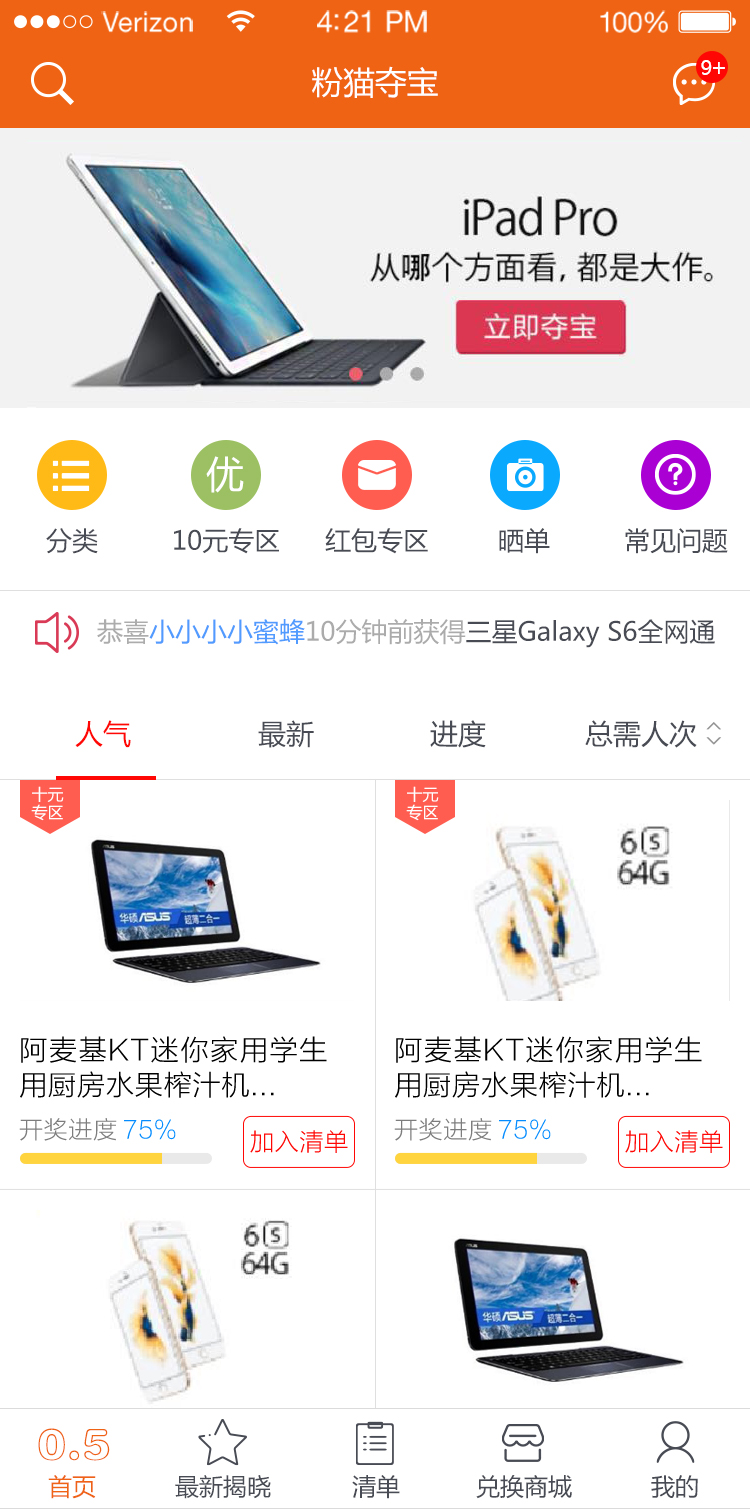 Verizon 4:21 PM 100%
粉猫夺宝
9+
iPad Pro
从哪个方面看，都是大作。
立即夺宝
优
分类 10元专区 红包专区 晒单 常见问题
恭喜小小小小蜜蜂10分钟前获得三星Galaxy S6全网通
人气 最新 进度 总需人次
十元
专区
华硕 ASUS 超薄二合一
阿麦基KT迷你家用学生
用厨房水果榨汁机...
开奖进度 75%
加入清单
十元
专区
6S
64G
阿麦基KT迷你家用学生
用厨房水果榨汁机...
开奖进度 75%
加入清单
6S
64G
华硕 ASUS 超薄二合一
0.5
首页 最新揭晓 清单 兑换商城 我的